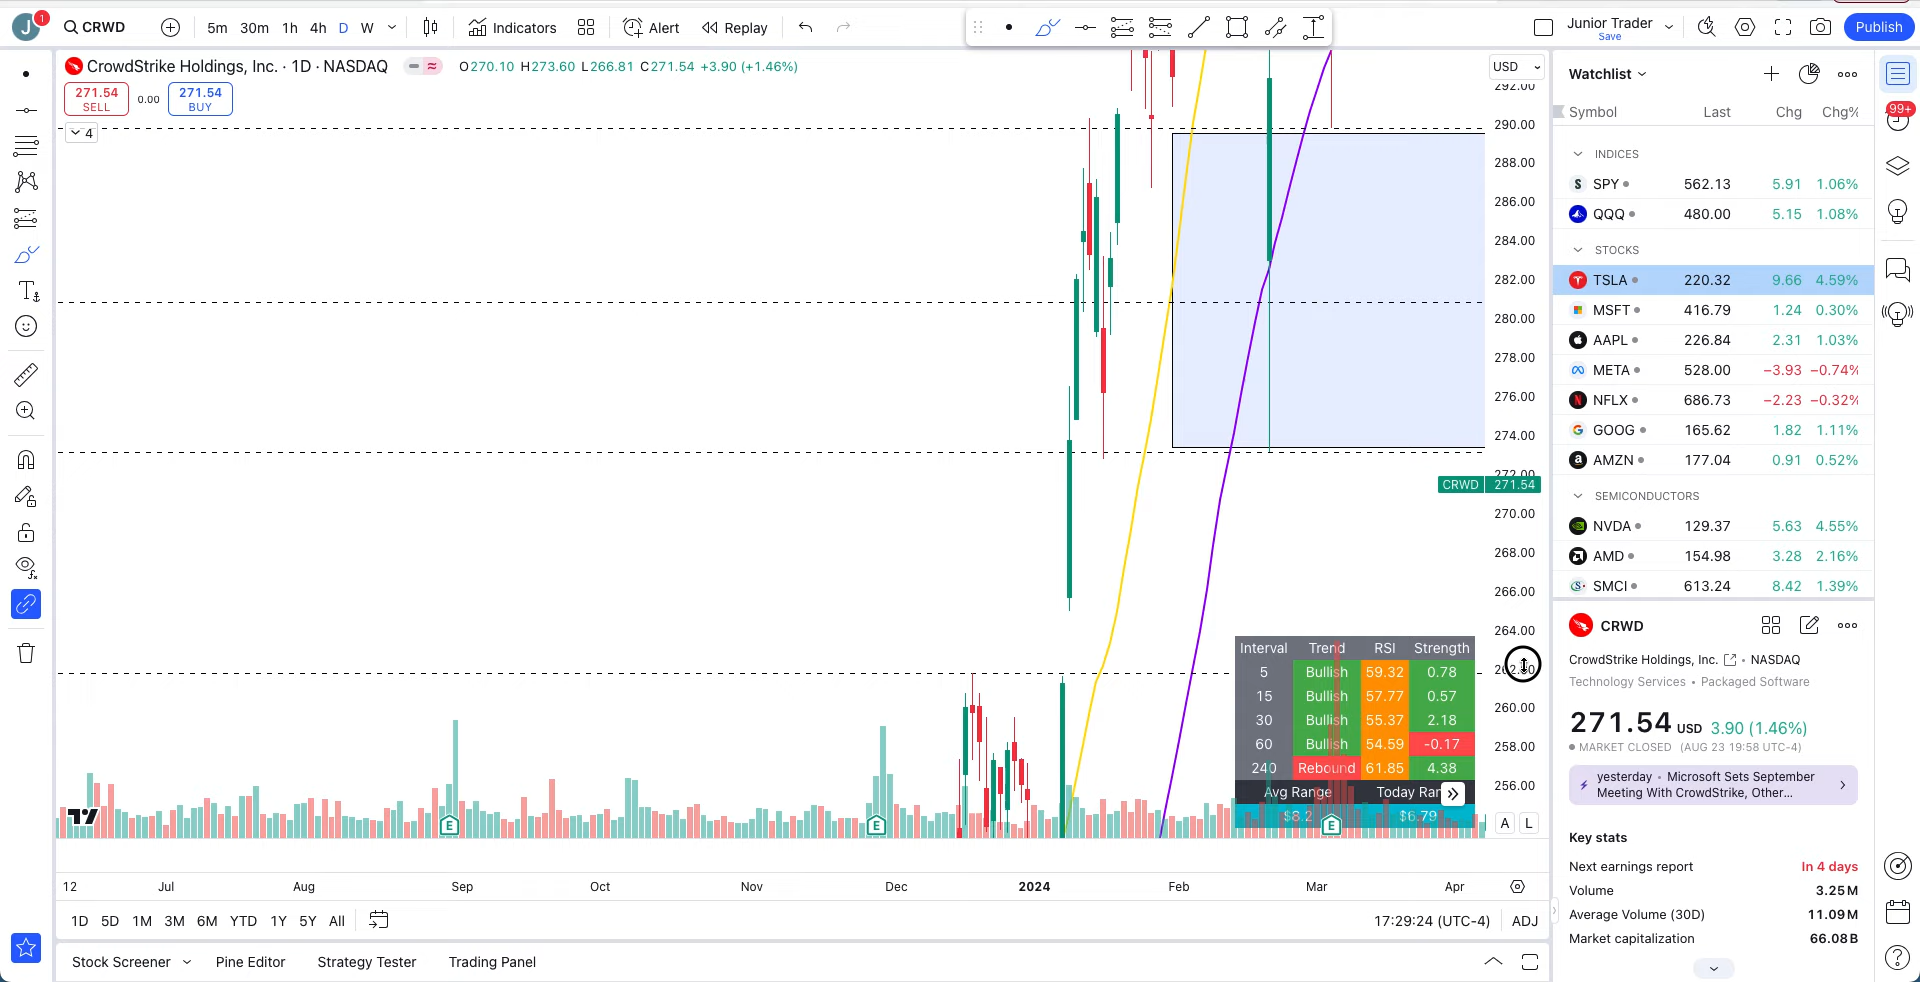 J 1 CRWD 5m 30m 1h 4h D W Indicators Alert Replay Junior Trader Save Publish
CrowdStrike Holdings, Inc. · 1D · NASDAQ O270.10 H273.60 L266.81 C271.54 +3.90 (+1.46%)
USD
271.54 SELL 0.00 271.54 BUY
4
292.00
290.00
288.00
286.00
284.00
282.00
280.00
278.00
276.00
274.00
272.00
CRWD 271.54
270.00
268.00
266.00
264.00
260.00
258.00
256.00
A L
Interval Trend RSI Strength
5 Bullish 59.32 0.78
15 Bullish 57.77 0.57
30 Bullish 55.37 2.18
60 Bullish 54.59 -0.17
240 Rebound 61.85 4.38
Avg Range Today Ran
$8.2 $6.79
E E E
12 Jul Aug Sep Oct Nov Dec 2024 Feb Mar Apr
1D 5D 1M 3M 6M YTD 1Y 5Y All 17:29:24 (UTC-4) ADJ
Stock Screener Pine Editor Strategy Tester Trading Panel
Watchlist
Symbol Last Chg Chg%
INDICES
SPY 562.13 5.91 1.06%
QQQ 480.00 5.15 1.08%
STOCKS
TSLA 220.32 9.66 4.59%
MSFT 416.79 1.24 0.30%
AAPL 226.84 2.31 1.03%
META 528.00 −3.93 −0.74%
NFLX 686.73 −2.23 −0.32%
GOOG 165.62 1.82 1.11%
AMZN 177.04 0.91 0.52%
SEMICONDUCTORS
NVDA 129.37 5.63 4.55%
AMD 154.98 3.28 2.16%
SMCI 613.24 8.42 1.39%
CRWD
CrowdStrike Holdings, Inc. • NASDAQ
Technology Services • Packaged Software
271.54 USD 3.90 (1.46%)
MARKET CLOSED (AUG 23 19:58 UTC-4)
yesterday • Microsoft Sets September
Meeting With CrowdStrike, Other...
Key stats
Next earnings report In 4 days
Volume 3.25M
Average Volume (30D) 11.09M
Market capitalization 66.08B
99+